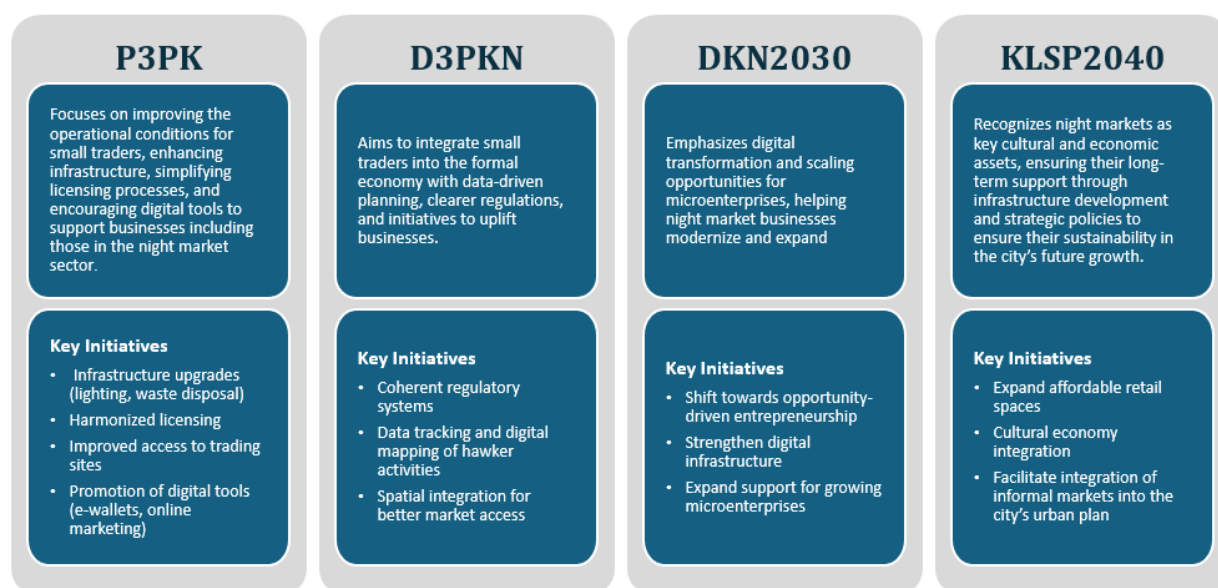 P3PK
Focuses on improving the
operational conditions for
small traders, enhancing
infrastructure, simplifying
licensing processes, and
encouraging digital tools to
support businesses including
those in the night market
sector.
Key Initiatives
• Infrastructure upgrades
(lighting, waste disposal)
• Harmonized licensing
• Improved access to trading
sites
• Promotion of digital tools
(e-wallets, online
marketing)
D3PKN
Aims to integrate small
traders into the formal
economy with data-driven
planning, clearer regulations,
and initiatives to uplift
businesses.
Key Initiatives
• Coherent regulatory
systems
• Data tracking and digital
mapping of hawker
activities
• Spatial integration for
better market access
DKN2030
Emphasizes digital
transformation and scaling
opportunities for
microenterprises, helping
night market businesses
modernize and expand
Key Initiatives
• Shift towards opportunity-
driven entrepreneurship
• Strengthen digital
infrastructure
• Expand support for growing
microenterprises
KLSP2040
Recognizes night markets as
key cultural and economic
assets, ensuring their long-
term support through
infrastructure development
and strategic policies to
ensure their sustainability in
the city’s future growth.
Key Initiatives
• Expand affordable retail
spaces
• Cultural economy
integration
• Facilitate integration of
informal markets into the
city’s urban plan